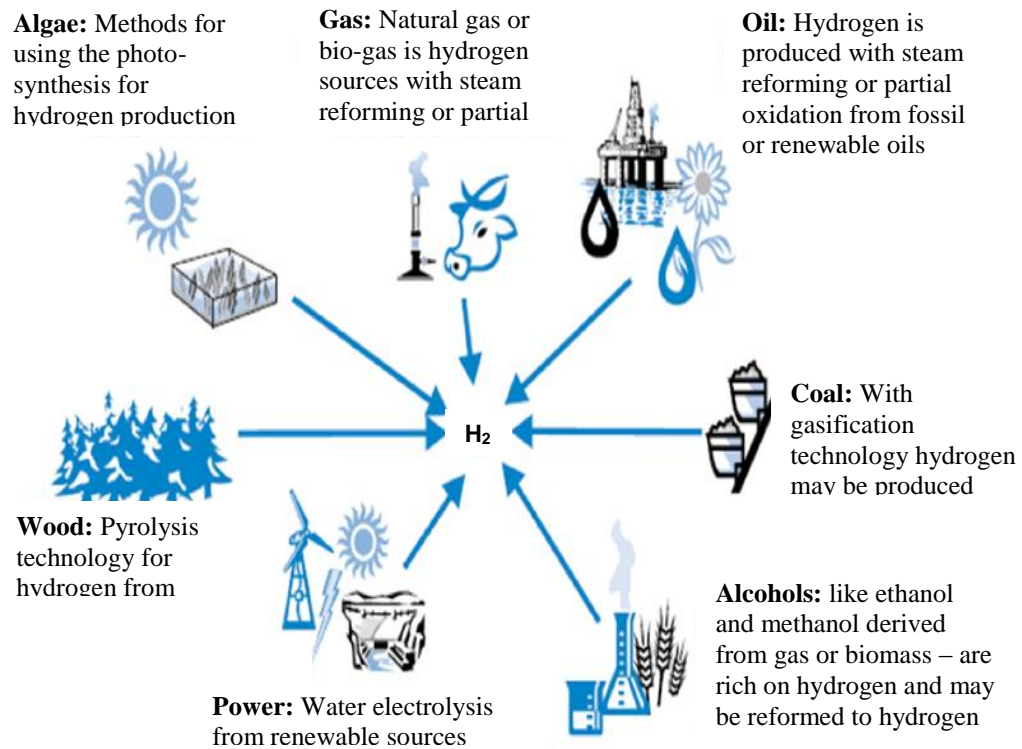 Algae: Methods for
using the photo-
synthesis for
hydrogen production
Gas: Natural gas or
bio-gas is hydrogen
sources with steam
reforming or partial
Oil: Hydrogen is
produced with steam
reforming or partial
oxidation from fossil
or renewable oils
H₂
Coal: With
gasification
technology hydrogen
may be produced
Wood: Pyrolysis
technology for
hydrogen from
Power: Water electrolysis
from renewable sources
Alcohols: like ethanol
and methanol derived
from gas or biomass – are
rich on hydrogen and may
be reformed to hydrogen